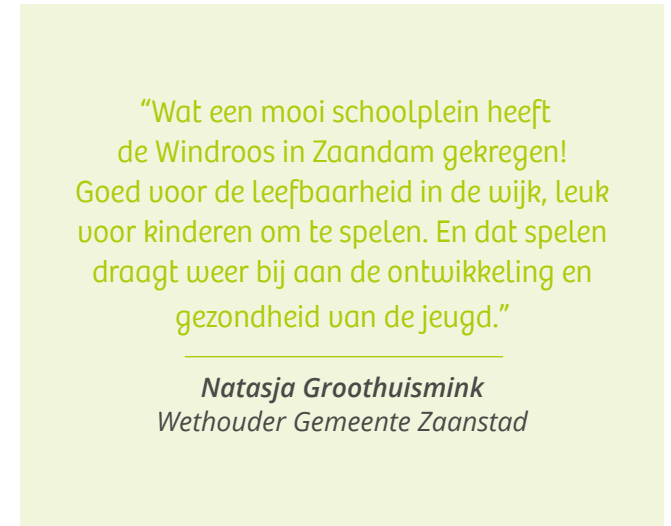 “Wat een mooi schoolplein heeft
de Windroos in Zaandam gekregen!
Goed voor de leefbaarheid in de wijk, leuk
voor kinderen om te spelen. En dat spelen
draagt weer bij aan de ontwikkeling en
gezondheid van de jeugd.”
Natasja Groothuismink
Wethouder Gemeente Zaanstad